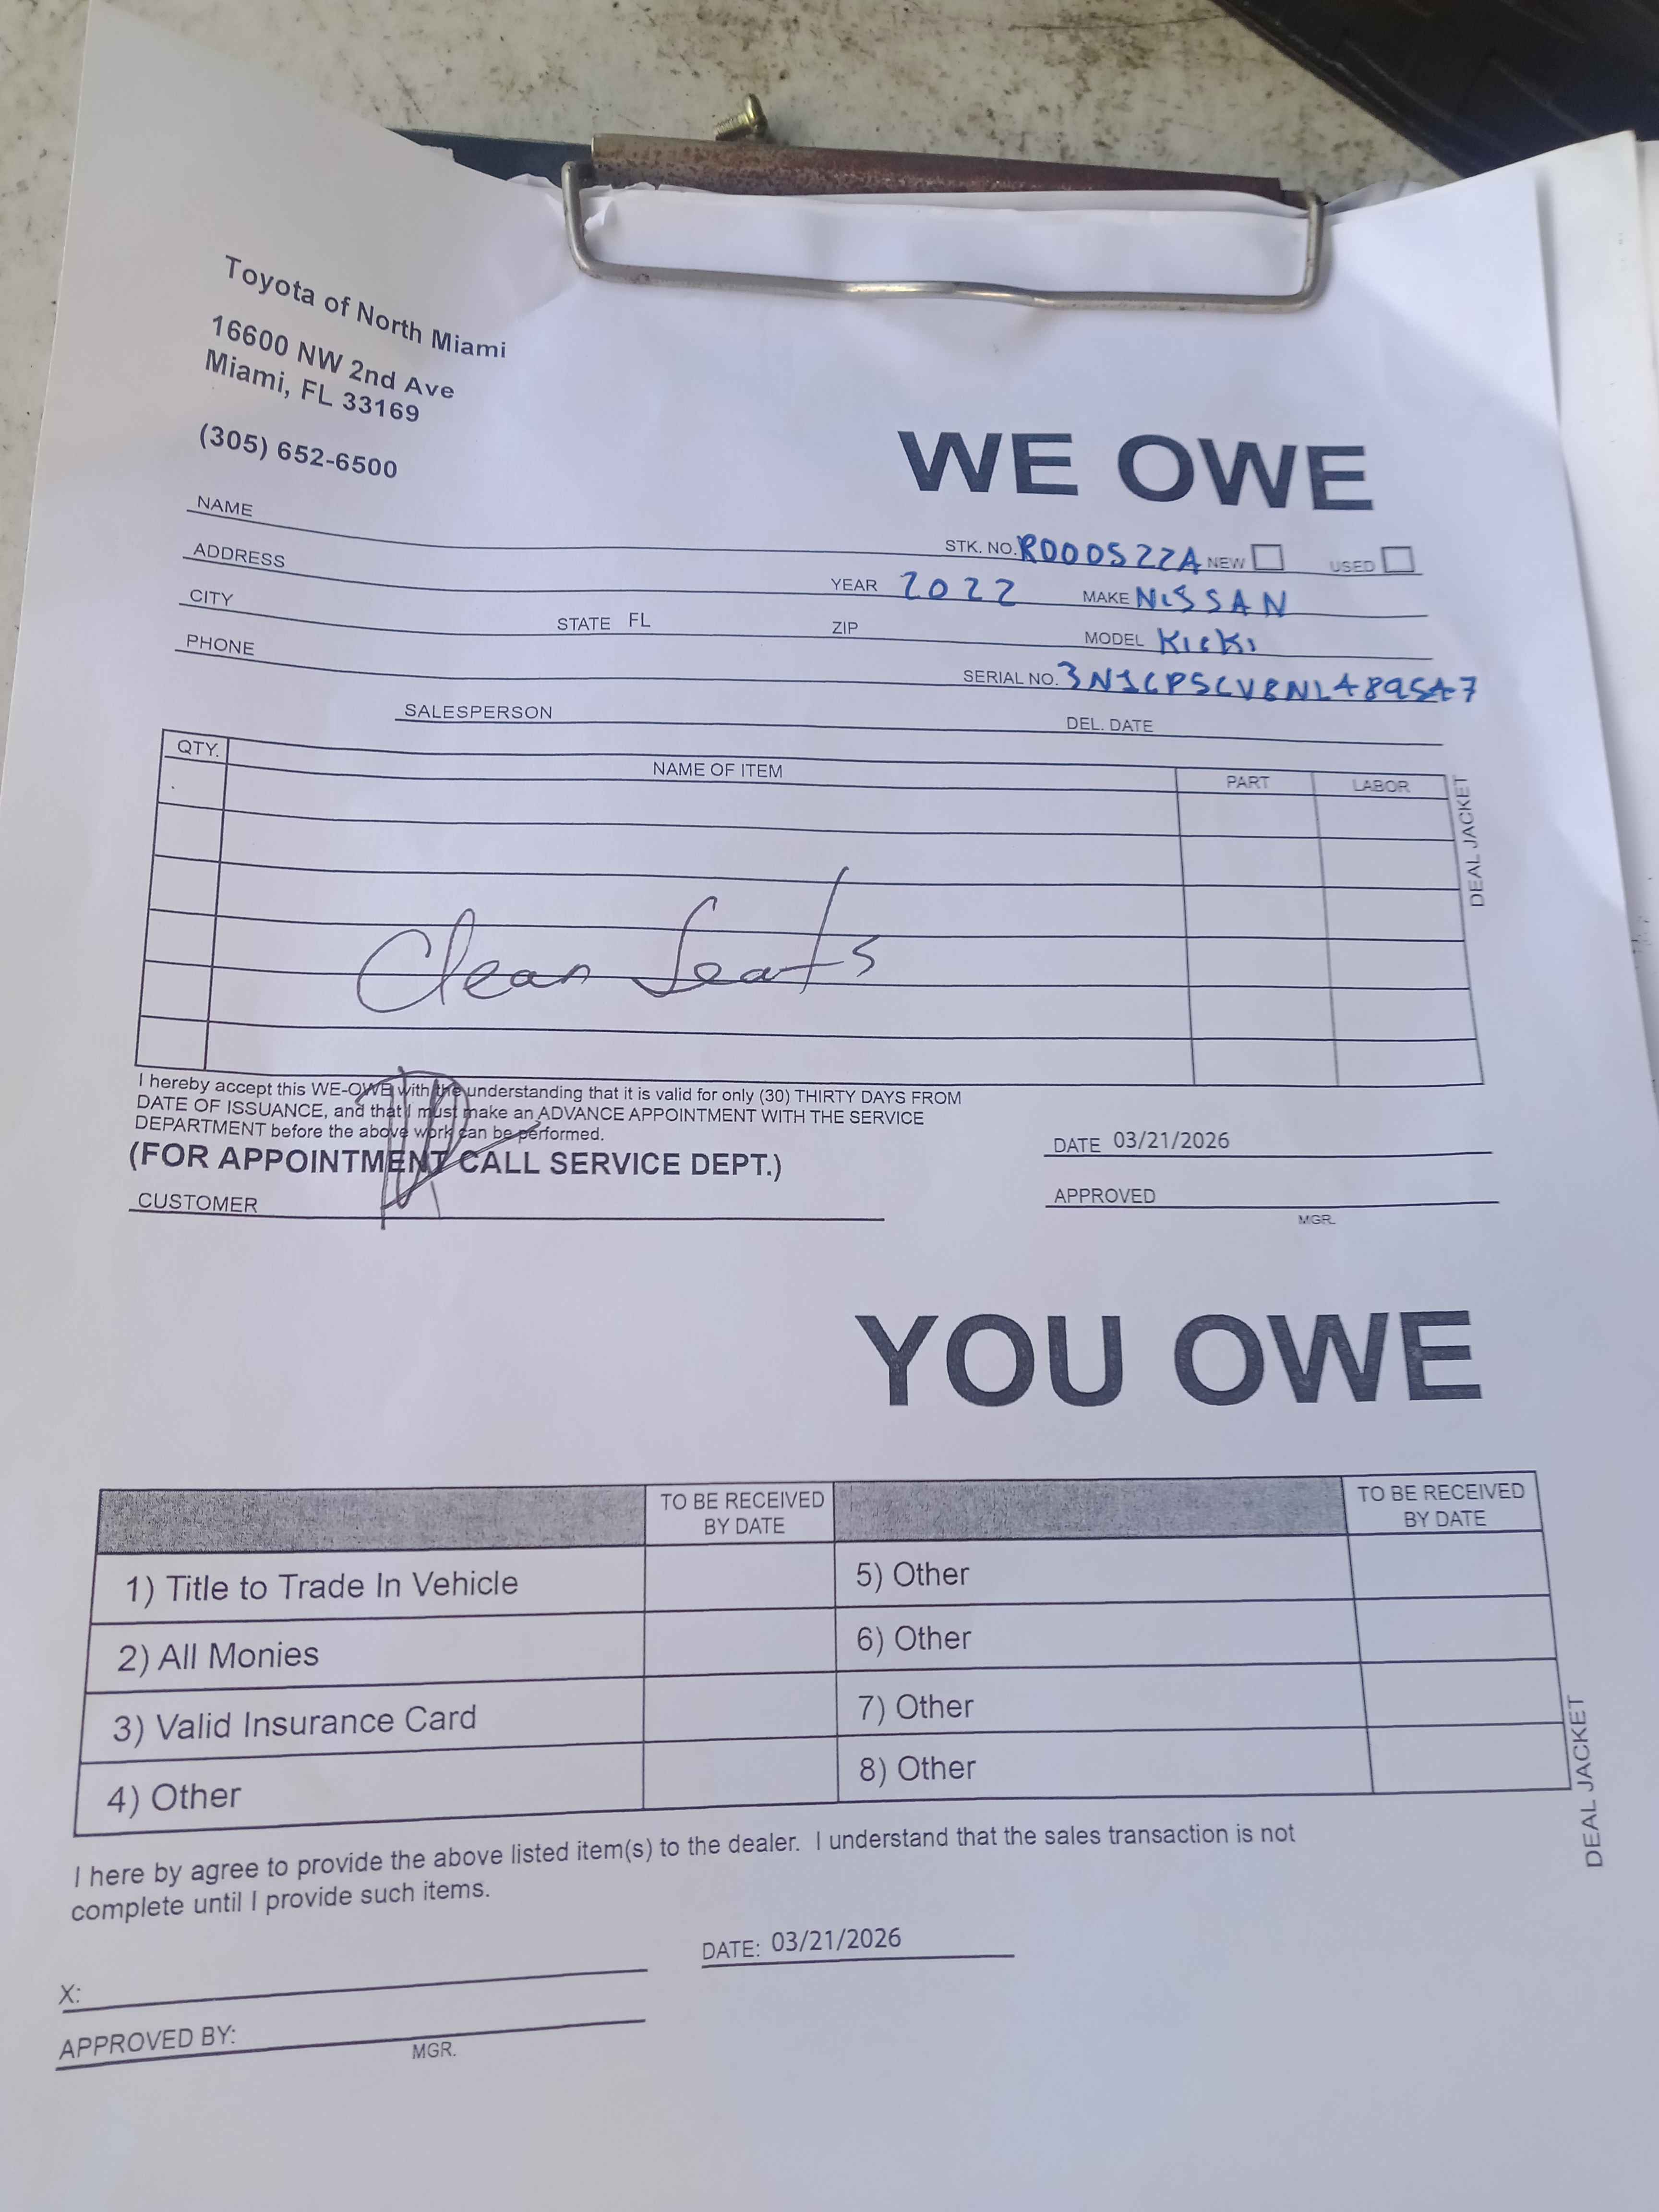 Toyota of North Miami
16600 NW 2nd Ave
Miami, FL 33169
(305) 652-6500
WE OWE
NAME
STK. NO. R000522A NEW USED
ADDRESS
YEAR 2022 MAKE NISSAN
CITY STATE FL ZIP
MODEL KICKS
PHONE
SERIAL NO. 3N1CP5CV8NL489547
SALESPERSON
DEL. DATE
QTY. NAME OF ITEM PART LABOR
DEAL JACKET
Clean Seats
I hereby accept this WE-OWE with the understanding that it is valid for only (30) THIRTY DAYS FROM
DATE OF ISSUANCE, and that I must make an ADVANCE APPOINTMENT WITH THE SERVICE
DEPARTMENT before the above work can be performed.
(FOR APPOINTMENT CALL SERVICE DEPT.)
DATE 03/21/2026
CUSTOMER
APPROVED
MGR.
YOU OWE
TO BE RECEIVED BY DATE
TO BE RECEIVED BY DATE
1) Title to Trade In Vehicle
5) Other
2) All Monies
6) Other
3) Valid Insurance Card
7) Other
4) Other
8) Other
DEAL JACKET
I here by agree to provide the above listed item(s) to the dealer. I understand that the sales transaction is not
complete until I provide such items.
X:
DATE: 03/21/2026
APPROVED BY:
MGR.